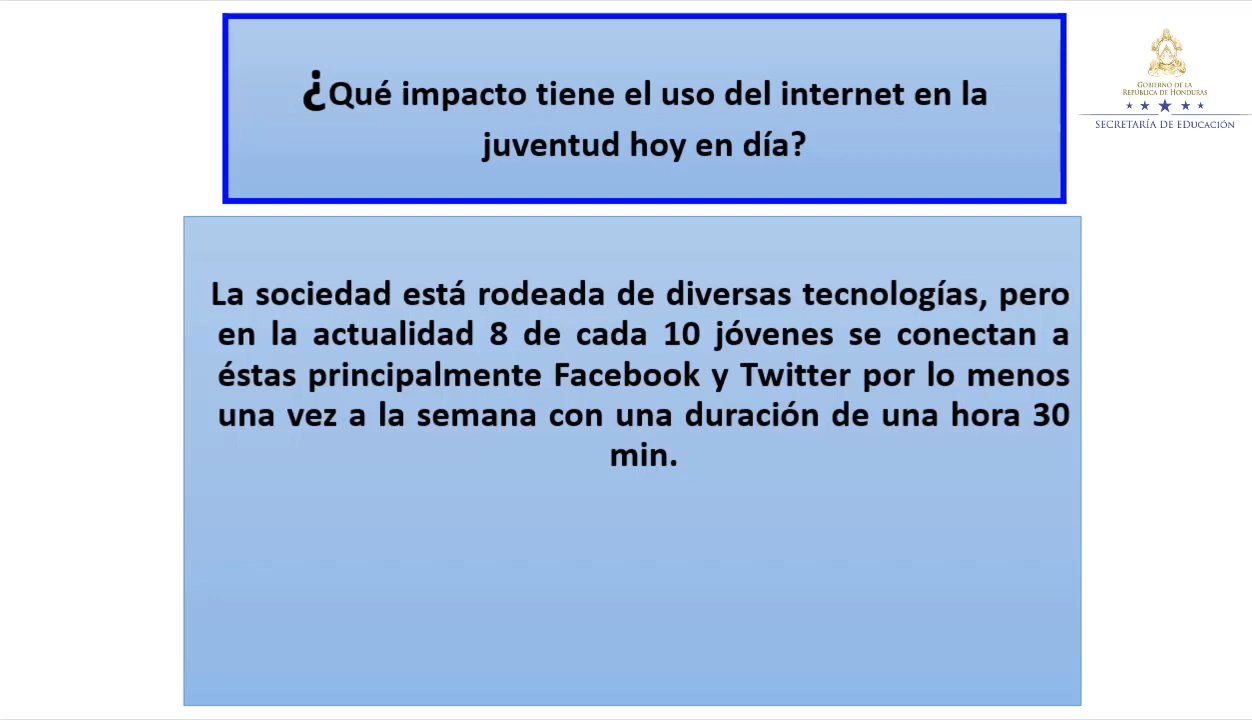 ¿Qué impacto tiene el uso del internet en la
juventud hoy en día?
GOBIERNO DE LA
REPÚBLICA DE HONDURAS
SECRETARÍA DE EDUCACIÓN
La sociedad está rodeada de diversas tecnologías, pero
en la actualidad 8 de cada 10 jóvenes se conectan a
éstas principalmente Facebook y Twitter por lo menos
una vez a la semana con una duración de una hora 30
min.